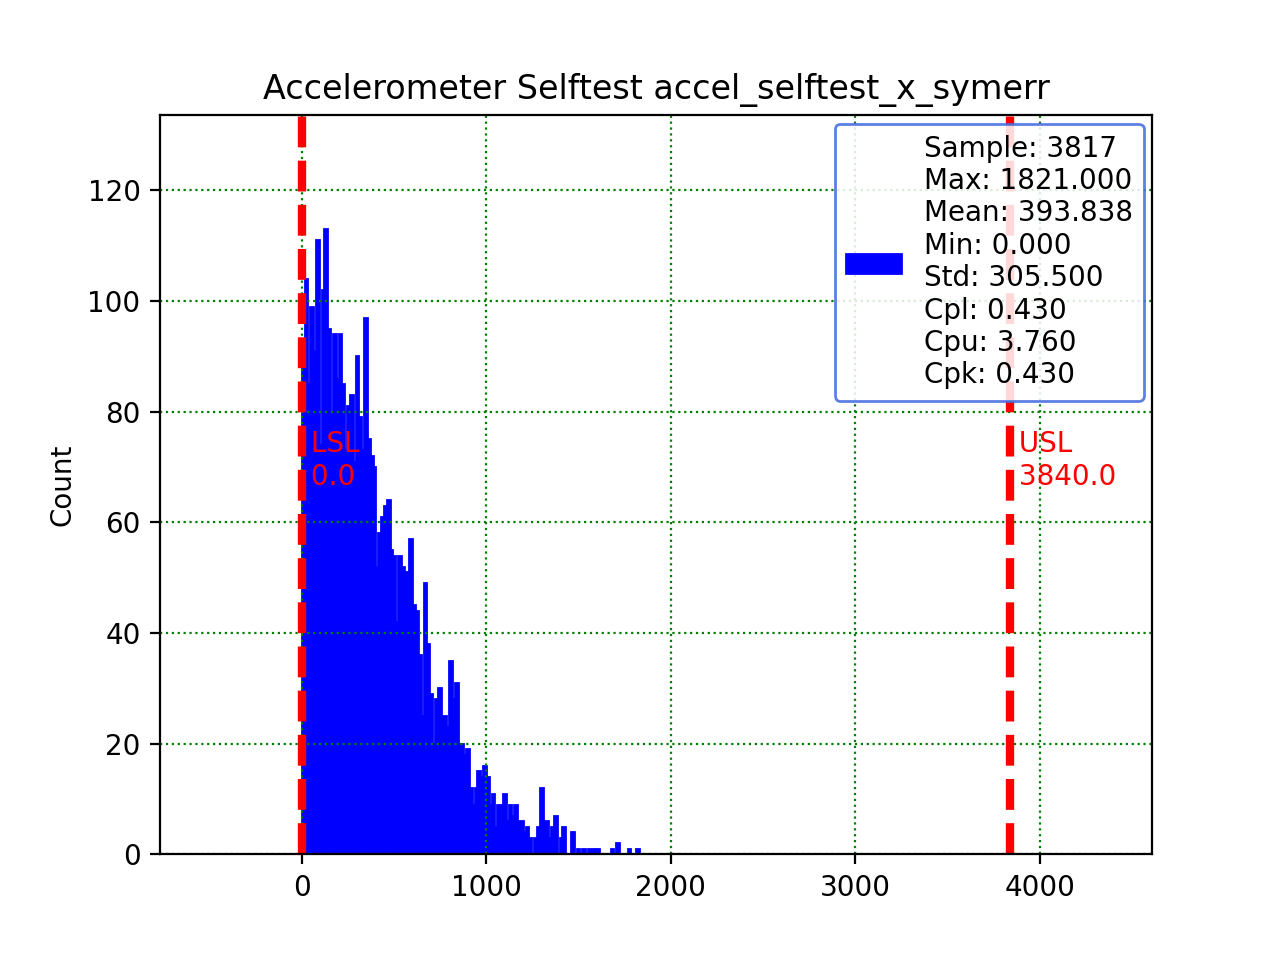 Accelerometer Selftest accel_selftest_x_symerr
Sample: 3817
Max: 1821.000
Mean: 393.838
Min: 0.000
Std: 305.500
Cpl: 0.430
Cpu: 3.760
Cpk: 0.430
120
100
80
60
40
20
0
Count
LSL
0.0
USL
3840.0
0
1000
2000
3000
4000